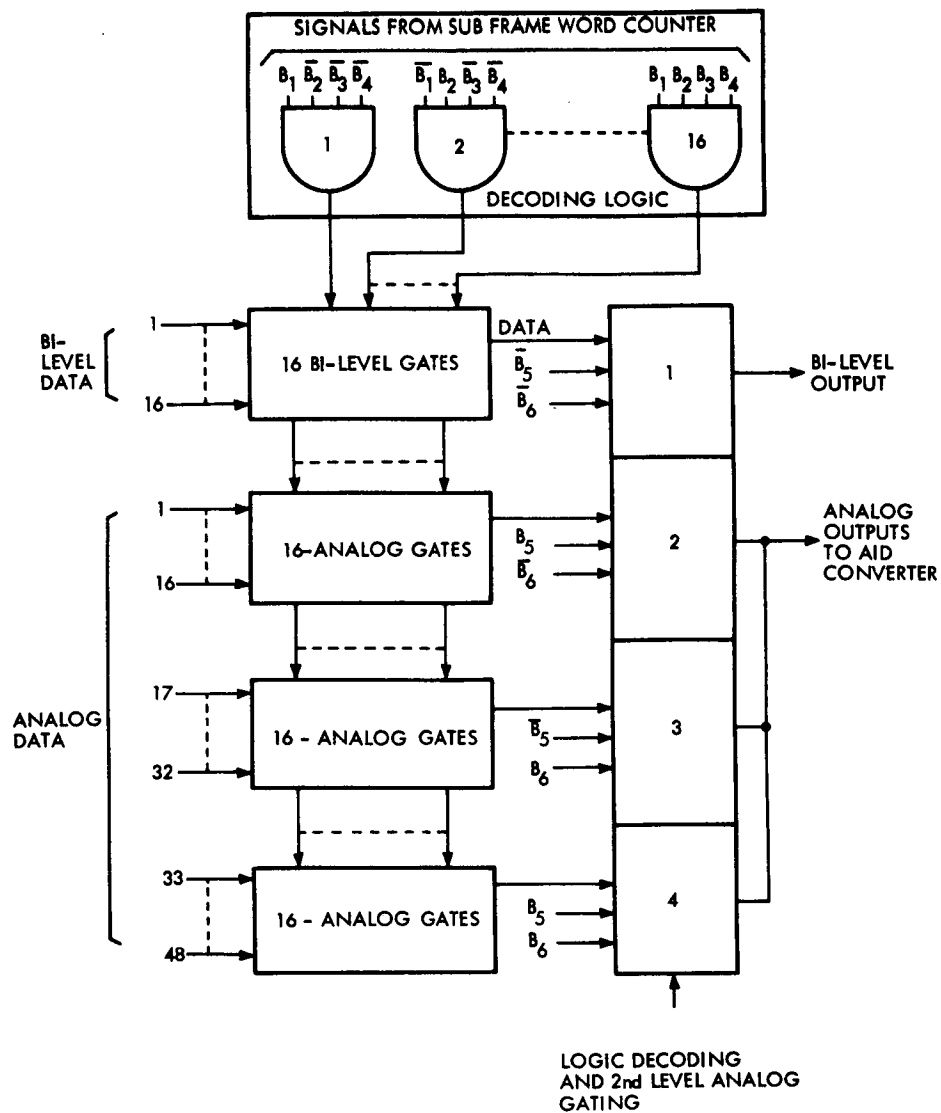 SIGNALS FROM SUB FRAME WORD COUNTER
B1 B̅2 B̅3 B̅4
B̅1 B2 B̅3 B̅4
B1 B2 B3 B4
1
2
16
DECODING LOGIC
BI-
LEVEL
DATA
1
16
16 BI-LEVEL GATES
DATA
B̅5
B̅6
1
BI-LEVEL
OUTPUT
ANALOG
DATA
1
16
16-ANALOG GATES
B5
B̅6
2
ANALOG
OUTPUTS
TO AID
CONVERTER
17
32
16 - ANALOG GATES
B̅5
B6
3
33
48
16 - ANALOG GATES
B5
B6
4
LOGIC DECODING
AND 2nd LEVEL ANALOG
GATING